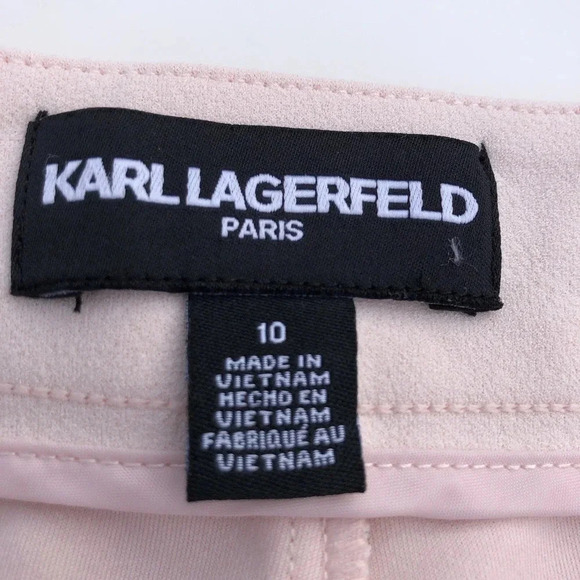 KARL LAGERFELD
PARIS
10
MADE IN
VIETNAM
HECHO EN
VIETNAM
FABRIQUÉ AU
VIETNAM